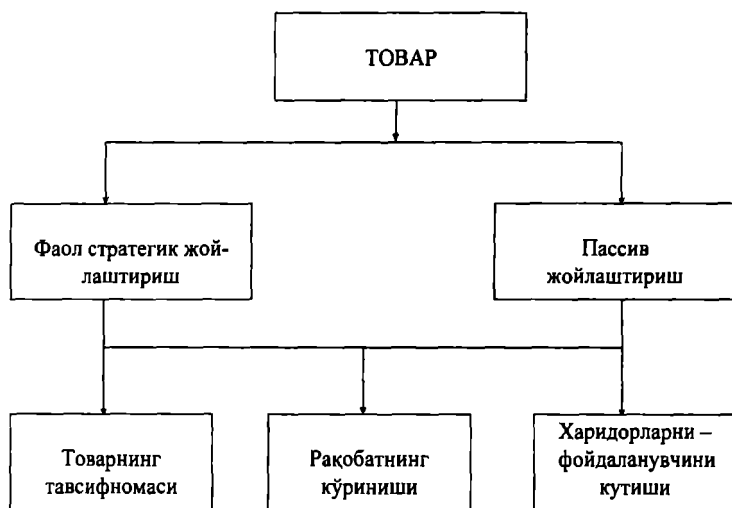 ТОВАР
Фаол стратегик жой-
лаштириш
Пассив
жойлаштириш
Товарнинг
тавсифномаси
Рақобатнинг
кўриниши
Харидорларни –
фойдаланувчини
кутиши